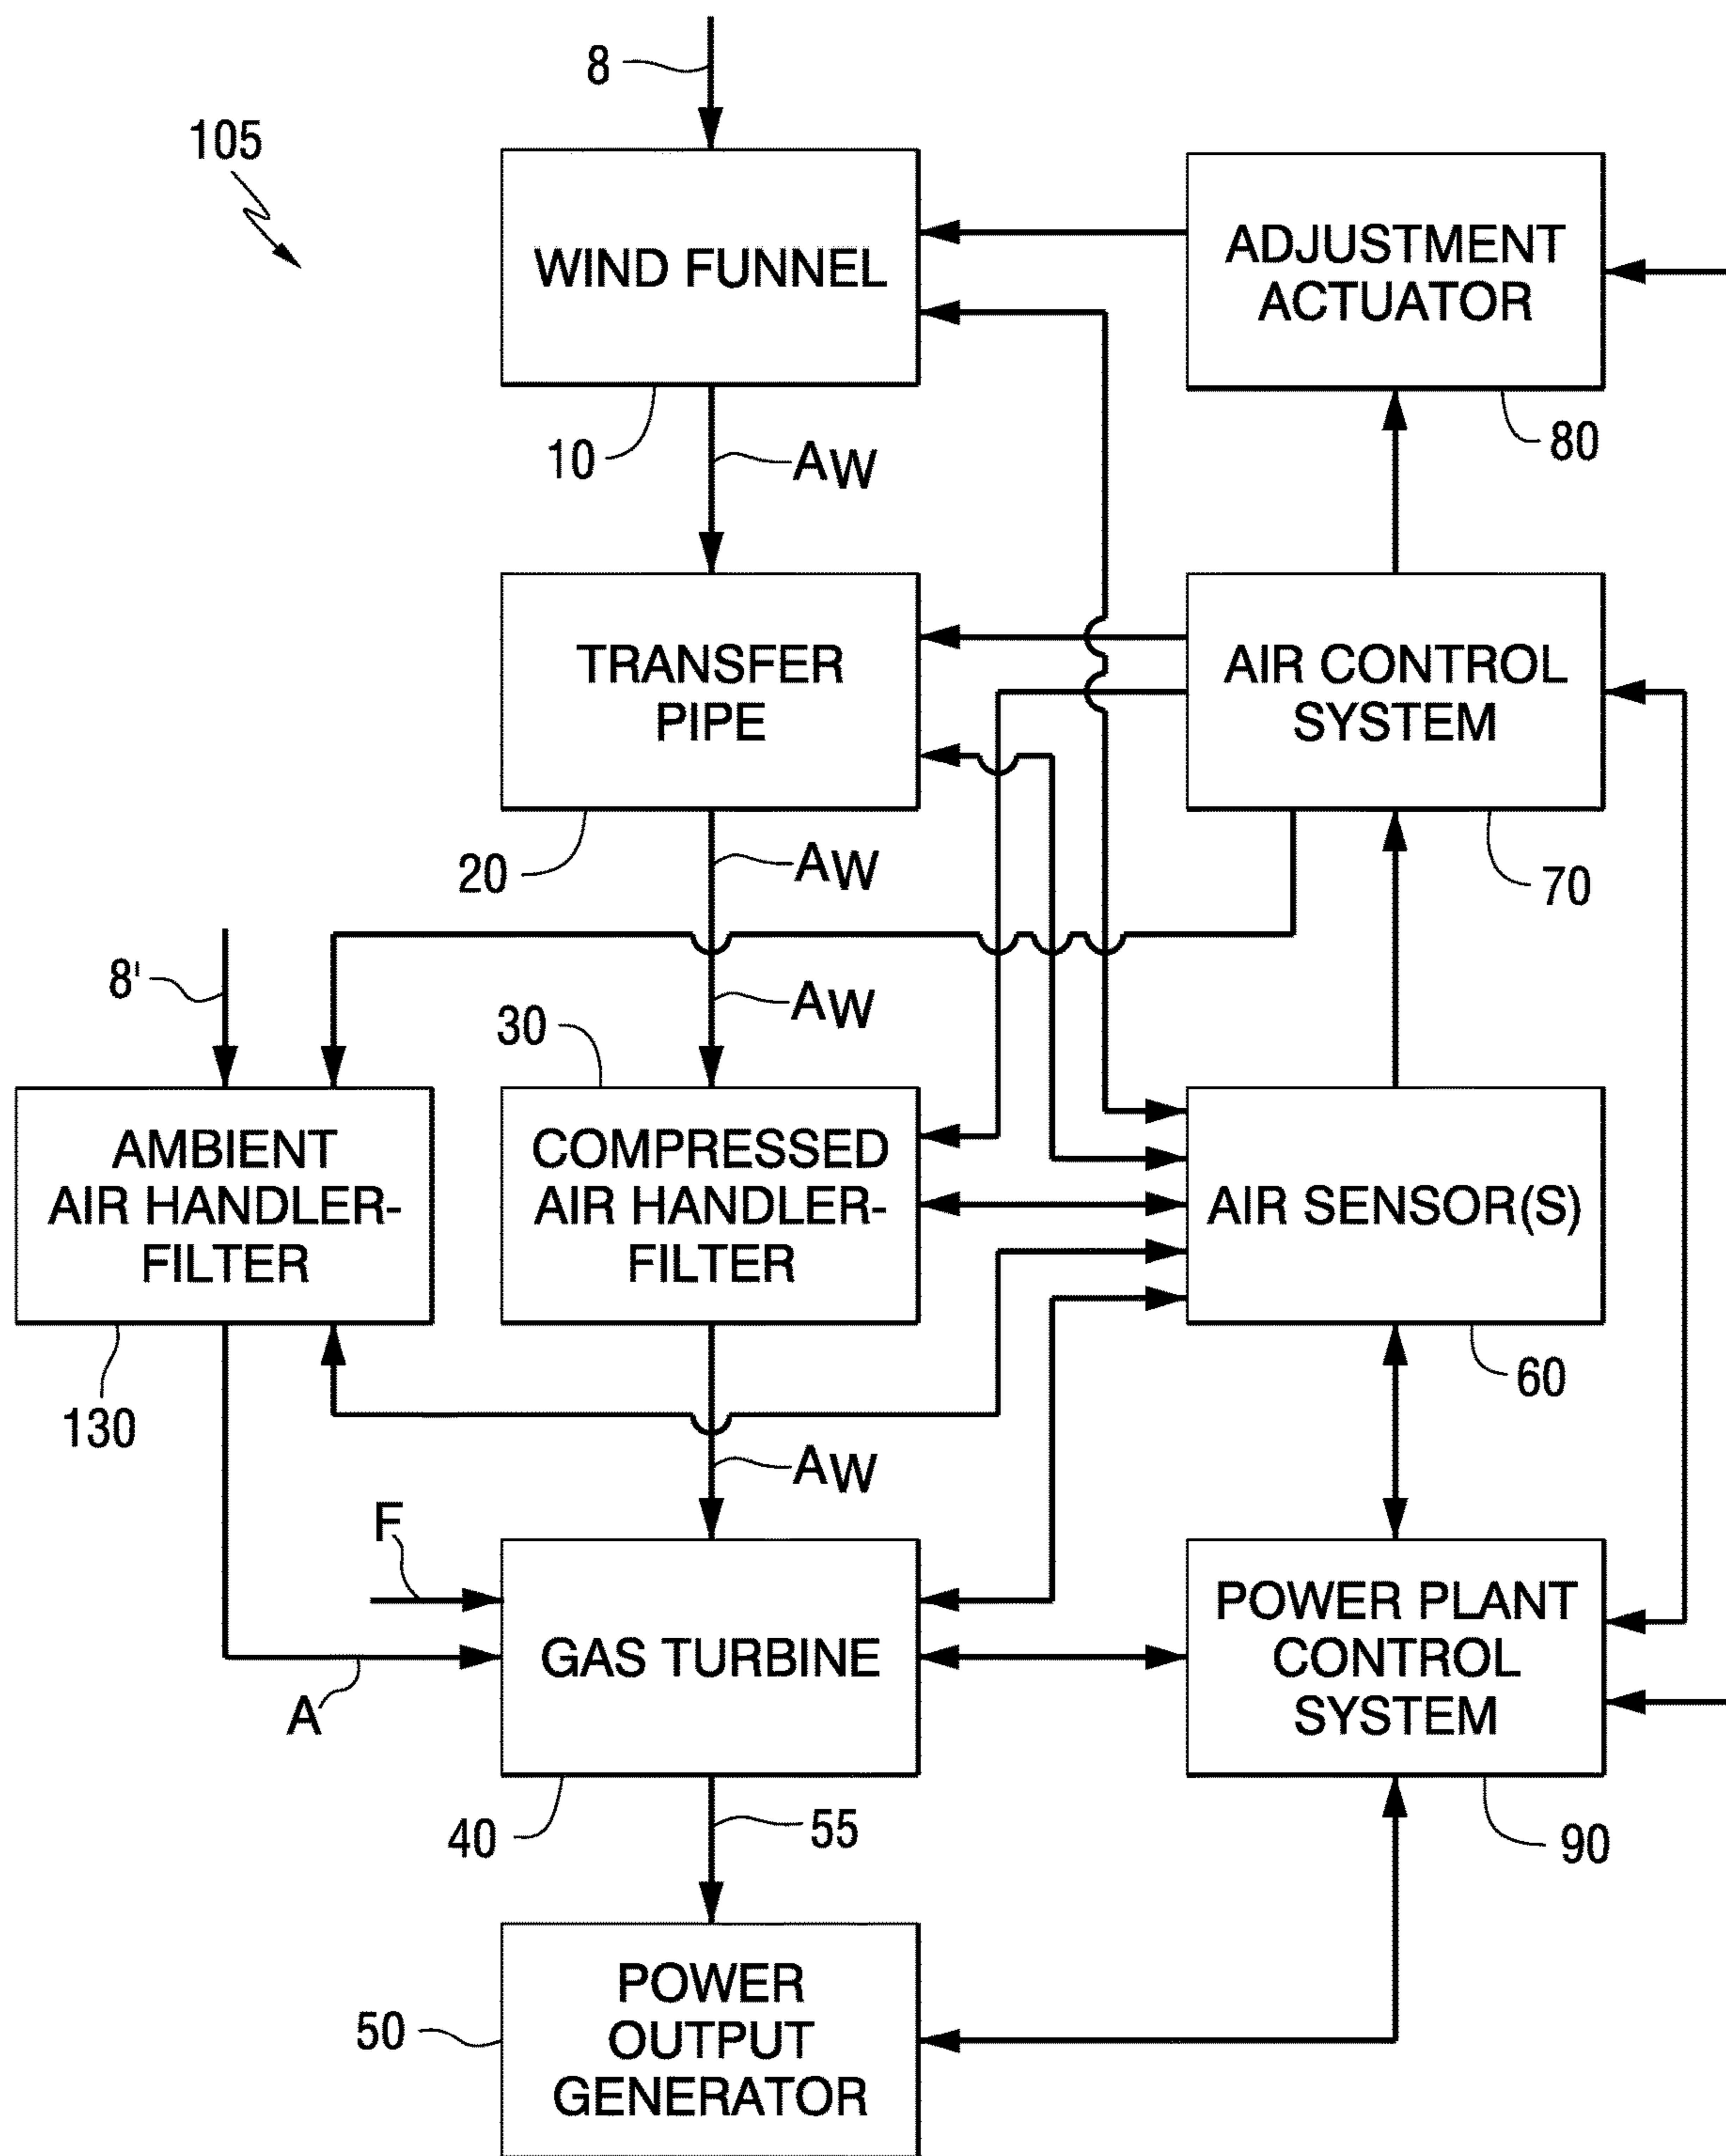 8
105
WIND FUNNEL
ADJUSTMENT
ACTUATOR
10
AW
80
TRANSFER
PIPE
AIR CONTROL
SYSTEM
20
AW
70
8'
30
AW
AMBIENT
AIR HANDLER-
FILTER
COMPRESSED
AIR HANDLER-
FILTER
AIR SENSOR(S)
130
60
AW
F
GAS TURBINE
POWER PLANT
CONTROL
SYSTEM
A
40
55
90
POWER
OUTPUT
GENERATOR
50